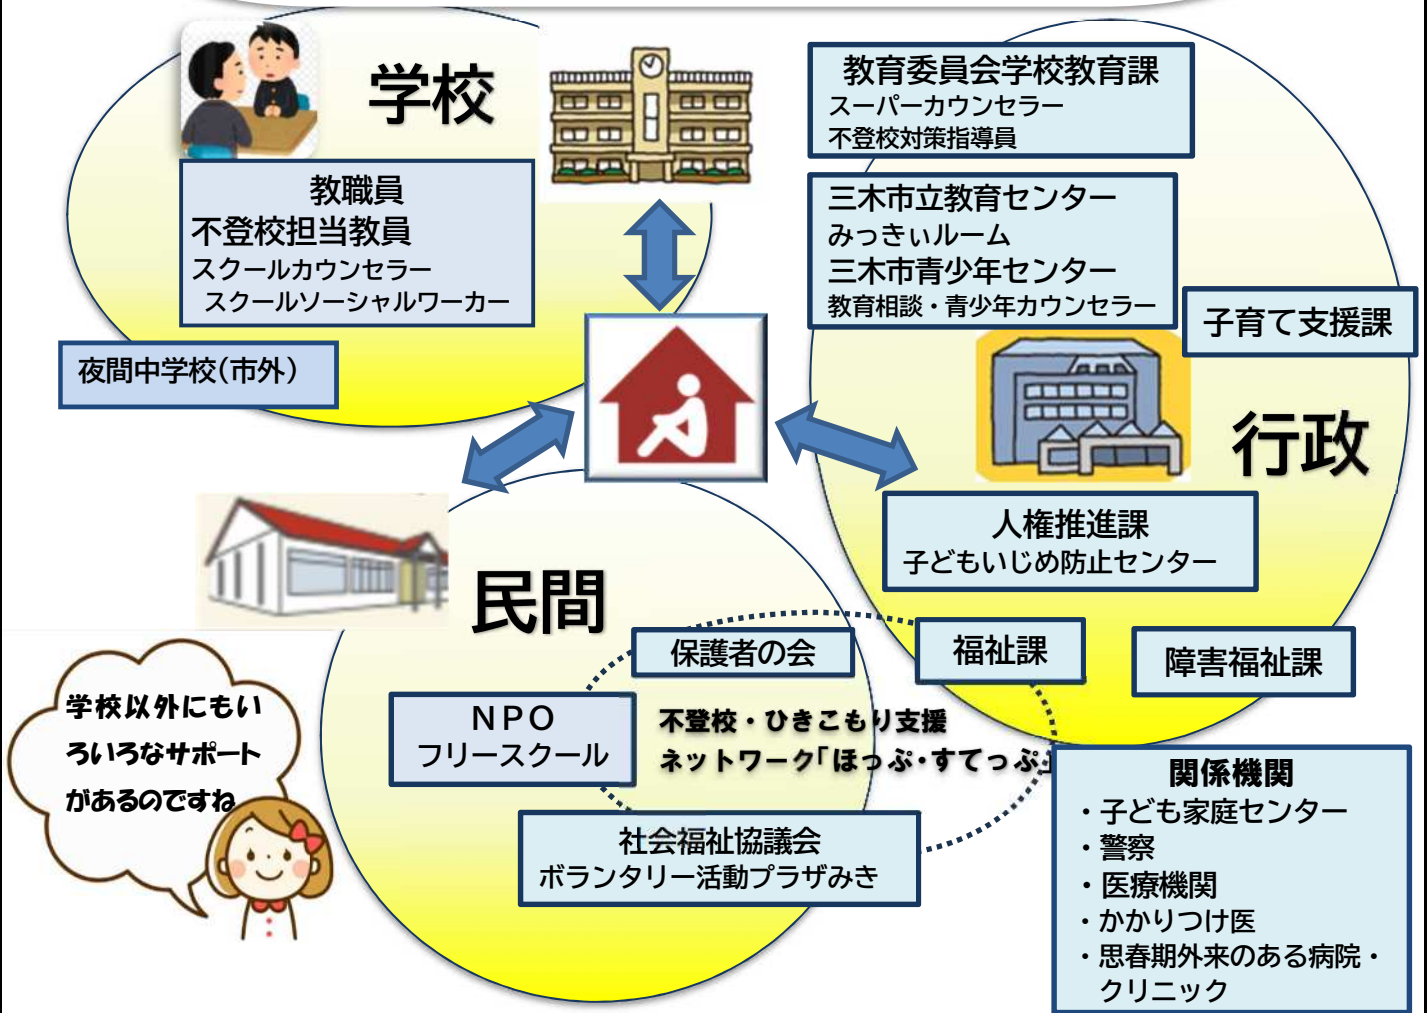 学校
教職員
不登校担当教員
スクールカウンセラー
スクールソーシャルワーカー
夜間中学校(市外)
教育委員会学校教育課
スーパーカウンセラー
不登校対策指導員
三木市立教育センター
みっきぃルーム
三木市青少年センター
教育相談・青少年カウンセラー
子育て支援課
行政
人権推進課
子どもいじめ防止センター
福祉課
障害福祉課
民間
保護者の会
NPO
フリースクール
不登校・ひきこもり支援
ネットワーク「ほっぷ・すてっぷ」
社会福祉協議会
ボランタリー活動プラザみき
関係機関
・子ども家庭センター
・警察
・医療機関
・かかりつけ医
・思春期外来のある病院・
クリニック
学校以外にもい
ろいろなサポート
があるのですね